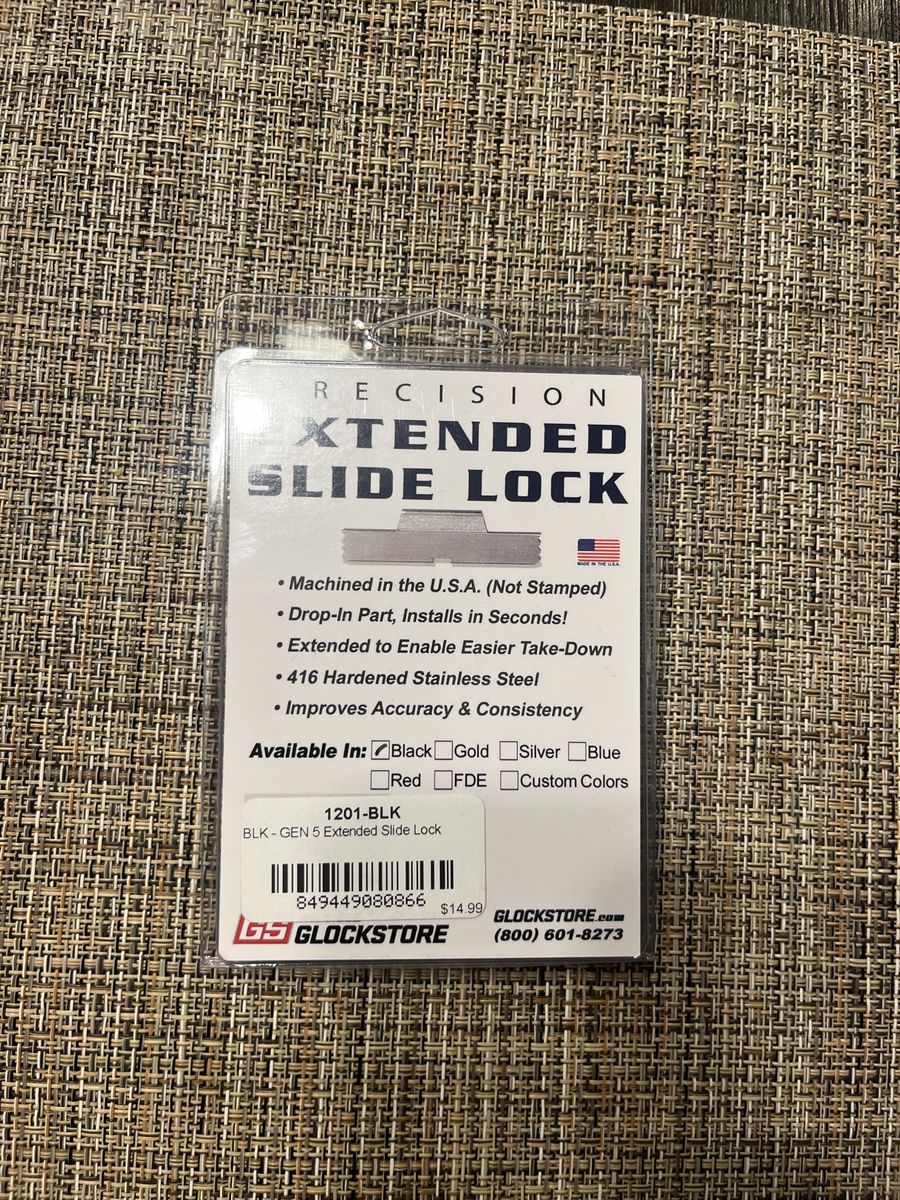 PRECISION
EXTENDED
SLIDE LOCK
MADE IN THE U.S.A.
• Machined in the U.S.A. (Not Stamped)
• Drop-In Part, Installs in Seconds!
• Extended to Enable Easier Take-Down
• 416 Hardened Stainless Steel
• Improves Accuracy & Consistency
Available In: Black Gold Silver Blue
Red FDE Custom Colors
1201-BLK
BLK - GEN 5 Extended Slide Lock
849449080866
$14.99
GS GLOCKSTORE
GLOCKSTORE.com
(800) 601-8273